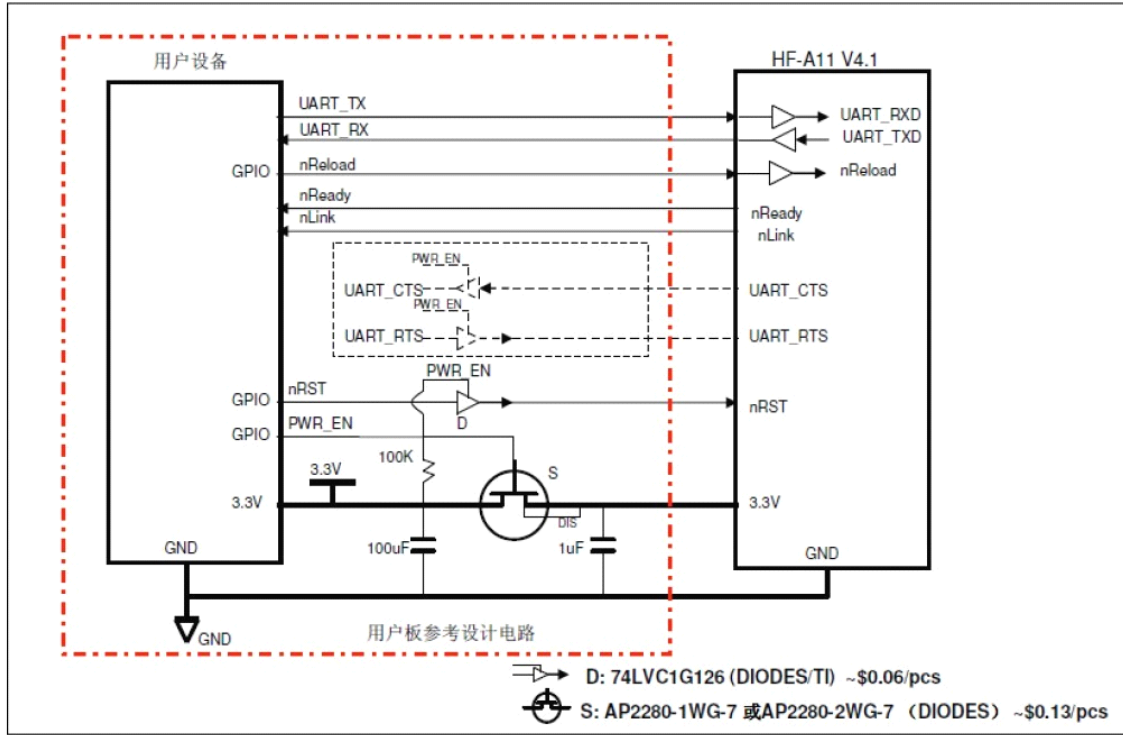 用户设备
HF-A11 V4.1
UART_TX
UART_RXD
UART_RX
UART_TXD
GPIO
nReload
nReload
nReady
nReady
nLink
nLink
PWR_EN
UART_CTS
UART_CTS
PWR_EN
UART_RTS
UART_RTS
PWR_EN
GPIO
nRST
nRST
D
GPIO
PWR_EN
100K
S
3.3V
3.3V
3.3V
DIS
GND
100uF
1uF
GND
GND
用户板参考设计电路
D: 74LVC1G126 (DIODES/TI) ~$0.06/pcs
S: AP2280-1WG-7 或AP2280-2WG-7 （DIODES）~$0.13/pcs